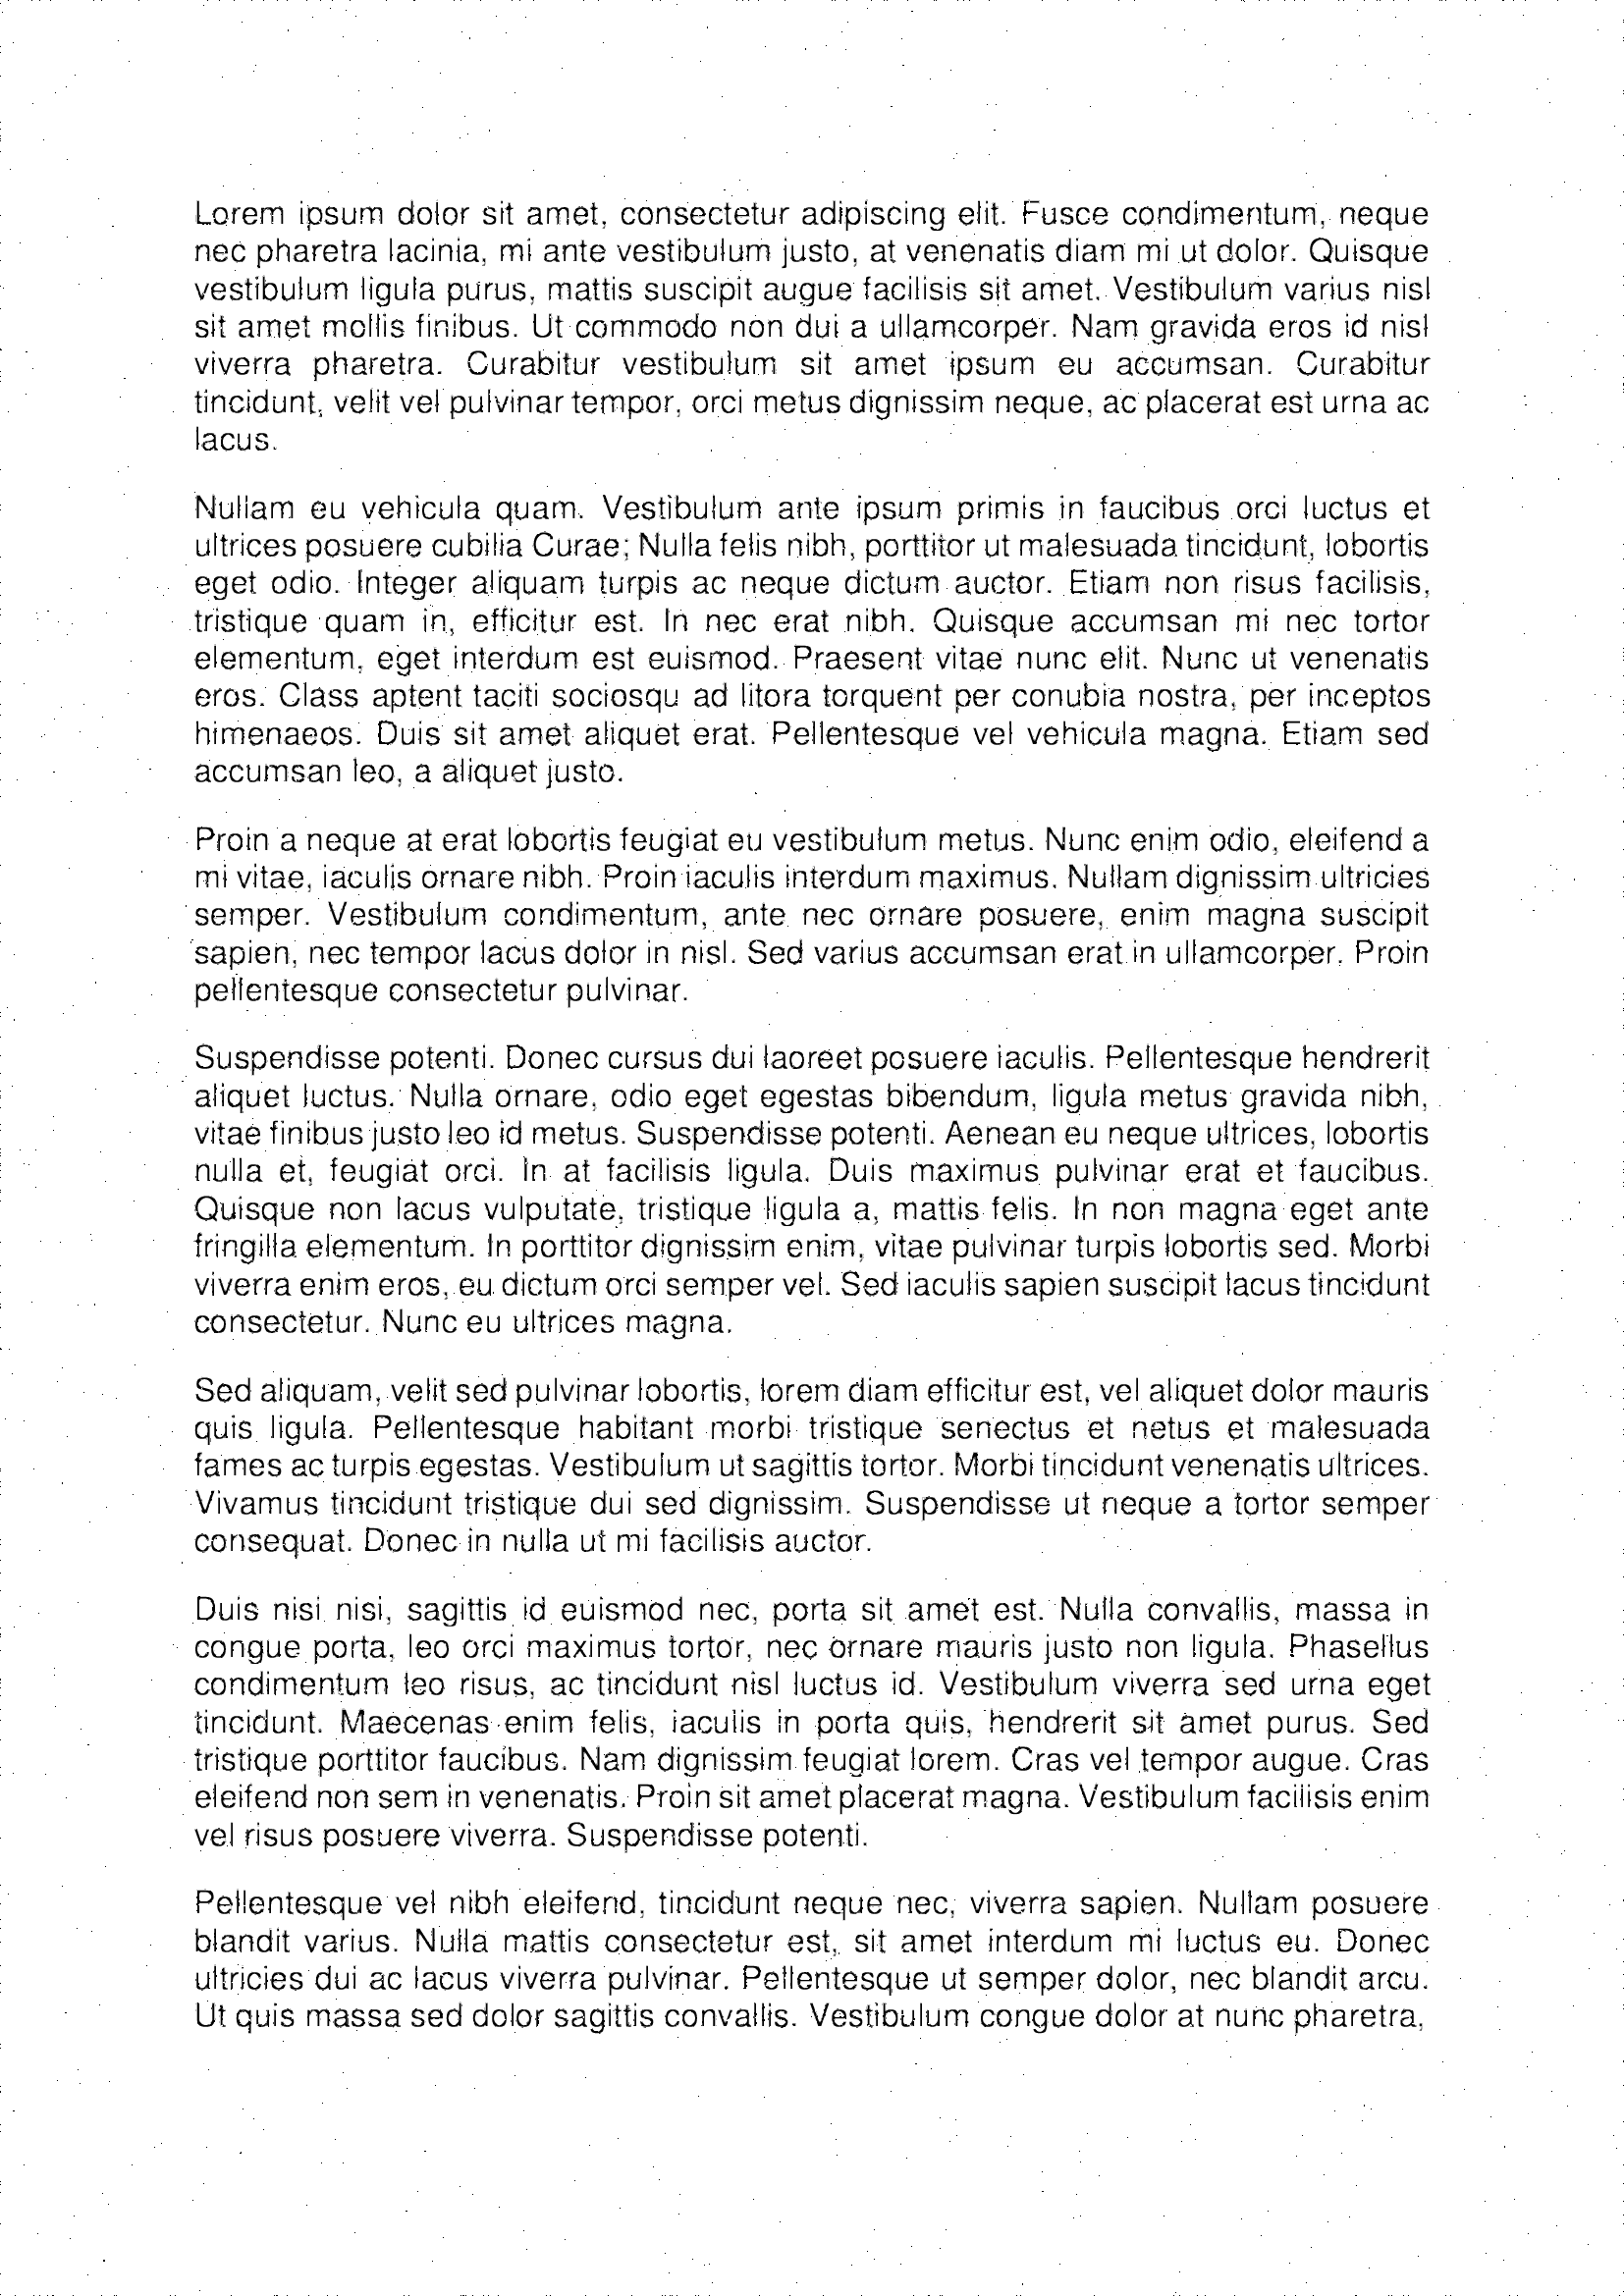 Lorem ipsum dolor sit amet, consectetur adipiscing elit. Fusce condimentum, neque
nec pharetra lacinia, mi ante vestibulum justo, at venenatis diam mi ut dolor. Quisque
vestibulum ligula purus, mattis suscipit augue facilisis sit amet. Vestibulum varius nisl
sit amet mollis finibus. Ut commodo non dui a ullamcorper. Nam gravida eros id nisl
viverra pharetra. Curabitur vestibulum sit amet ipsum eu accumsan. Curabitur
tincidunt, velit vel pulvinar tempor, orci metus dignissim neque, ac placerat est urna ac
lacus.
Nullam eu vehicula quam. Vestibulum ante ipsum primis in faucibus orci luctus et
ultrices posuere cubilia Curae; Nulla felis nibh, porttitor ut malesuada tincidunt, lobortis
eget odio. Integer aliquam turpis ac neque dictum auctor. Etiam non risus facilisis,
tristique quam in, efficitur est. In nec erat nibh. Quisque accumsan mi nec tortor
elementum, eget interdum est euismod. Praesent vitae nunc elit. Nunc ut venenatis
eros. Class aptent taciti sociosqu ad litora torquent per conubia nostra, per inceptos
himenaeos. Duis sit amet aliquet erat. Pellentesque vel vehicula magna. Etiam sed
accumsan leo, a aliquet justo.
Proin a neque at erat lobortis feugiat eu vestibulum metus. Nunc enim odio, eleifend a
mi vitae, iaculis ornare nibh. Proin iaculis interdum maximus. Nullam dignissim ultricies
semper. Vestibulum condimentum, ante nec ornare posuere, enim magna suscipit
sapien, nec tempor lacus dolor in nisl. Sed varius accumsan erat in ullamcorper. Proin
pellentesque consectetur pulvinar.
Suspendisse potenti. Donec cursus dui laoreet posuere iaculis. Pellentesque hendrerit
aliquet luctus. Nulla ornare, odio eget egestas bibendum, ligula metus gravida nibh,
vitae finibus justo leo id metus. Suspendisse potenti. Aenean eu neque ultrices, lobortis
nulla et, feugiat orci. In at facilisis ligula. Duis maximus pulvinar erat et faucibus.
Quisque non lacus vulputate, tristique ligula a, mattis felis. In non magna eget ante
fringilla elementum. In porttitor dignissim enim, vitae pulvinar turpis lobortis sed. Morbi
viverra enim eros, eu dictum orci semper vel. Sed iaculis sapien suscipit lacus tincidunt
consectetur. Nunc eu ultrices magna.
Sed aliquam, velit sed pulvinar lobortis, lorem diam efficitur est, vel aliquet dolor mauris
quis ligula. Pellentesque habitant morbi tristique senectus et netus et malesuada
fames ac turpis egestas. Vestibulum ut sagittis tortor. Morbi tincidunt venenatis ultrices.
Vivamus tincidunt tristique dui sed dignissim. Suspendisse ut neque a tortor semper
consequat. Donec in nulla ut mi facilisis auctor.
Duis nisi nisi, sagittis id euismod nec, porta sit amet est. Nulla convallis, massa in
congue porta, leo orci maximus tortor, nec ornare mauris justo non ligula. Phasellus
condimentum leo risus, ac tincidunt nisl luctus id. Vestibulum viverra sed urna eget
tincidunt. Maecenas enim felis, iaculis in porta quis, hendrerit sit amet purus. Sed
tristique porttitor faucibus. Nam dignissim feugiat lorem. Cras vel tempor augue. Cras
eleifend non sem in venenatis. Proin sit amet placerat magna. Vestibulum facilisis enim
vel risus posuere viverra. Suspendisse potenti.
Pellentesque vel nibh eleifend, tincidunt neque nec, viverra sapien. Nullam posuere
blandit varius. Nulla mattis consectetur est, sit amet interdum mi luctus eu. Donec
ultricies dui ac lacus viverra pulvinar. Pellentesque ut semper dolor, nec blandit arcu.
Ut quis massa sed dolor sagittis convallis. Vestibulum congue dolor at nunc pharetra,